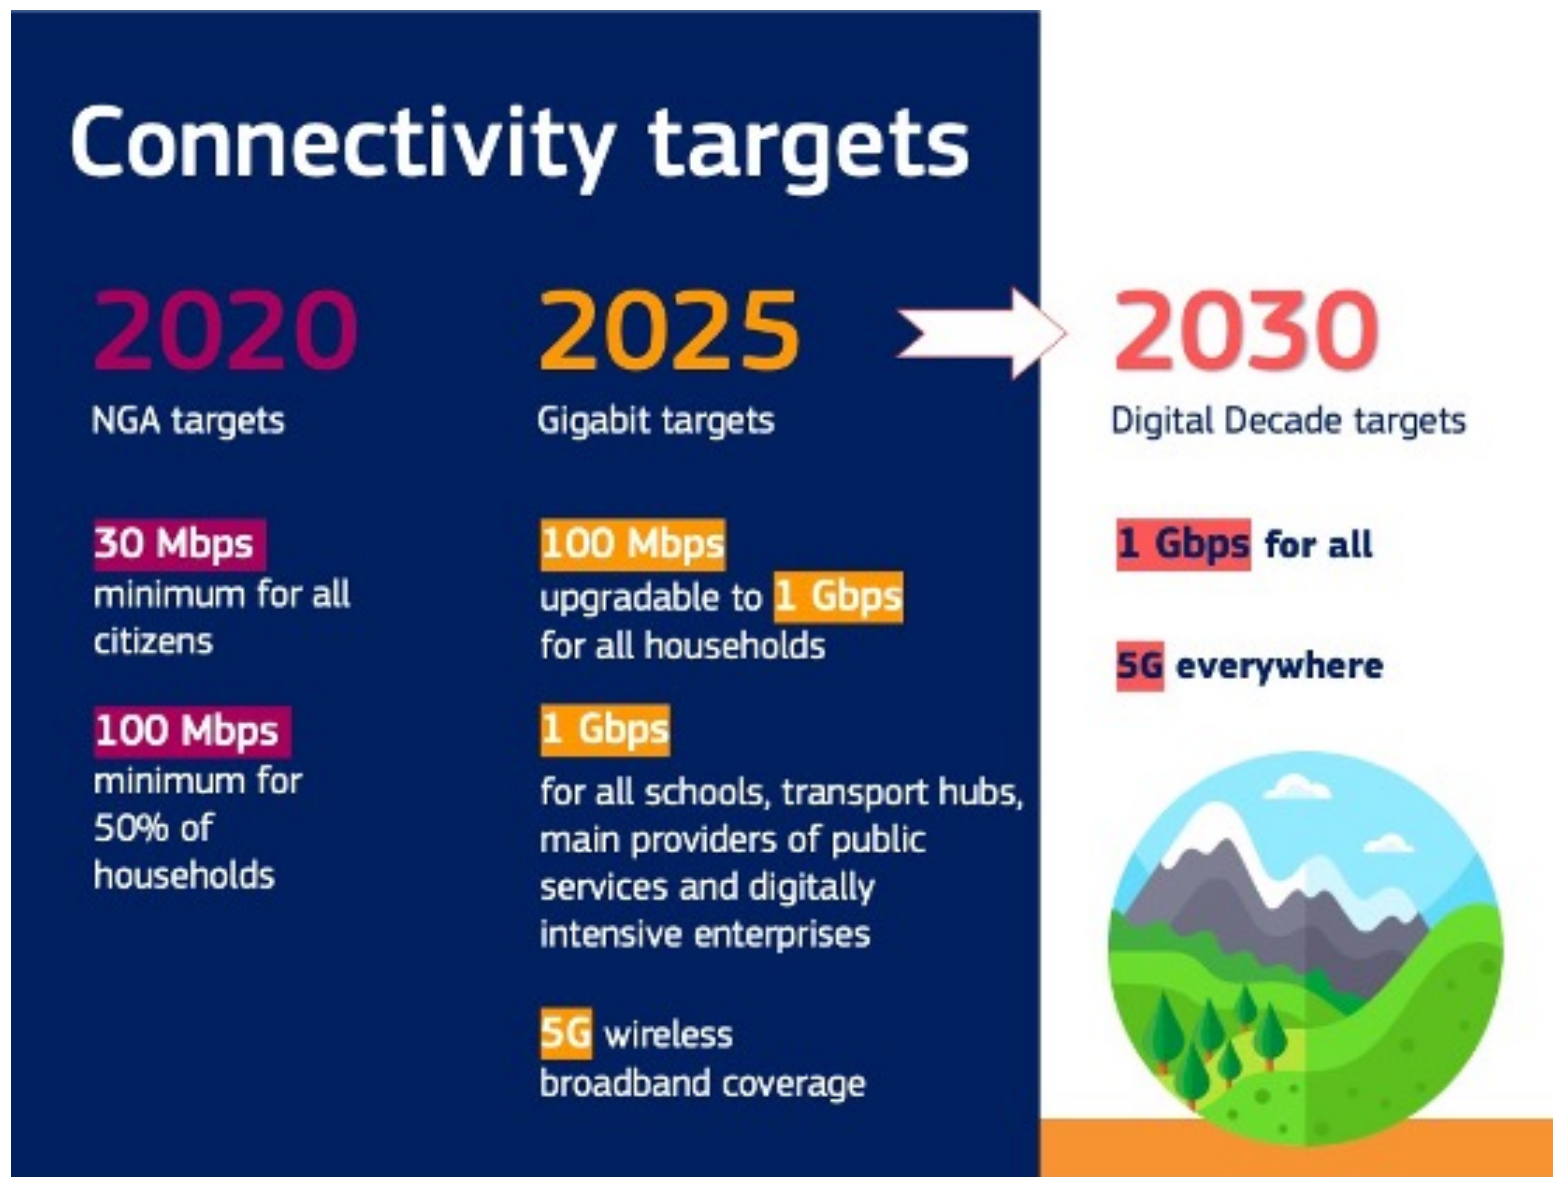 Connectivity targets
2020
NGA targets
30 Mbps
minimum for all
citizens
100 Mbps
minimum for
50% of
households
2025
Gigabit targets
100 Mbps
upgradable to 1 Gbps
for all households
1 Gbps
for all schools, transport hubs,
main providers of public
services and digitally
intensive enterprises
5G wireless
broadband coverage
2030
Digital Decade targets
1 Gbps for all
5G everywhere